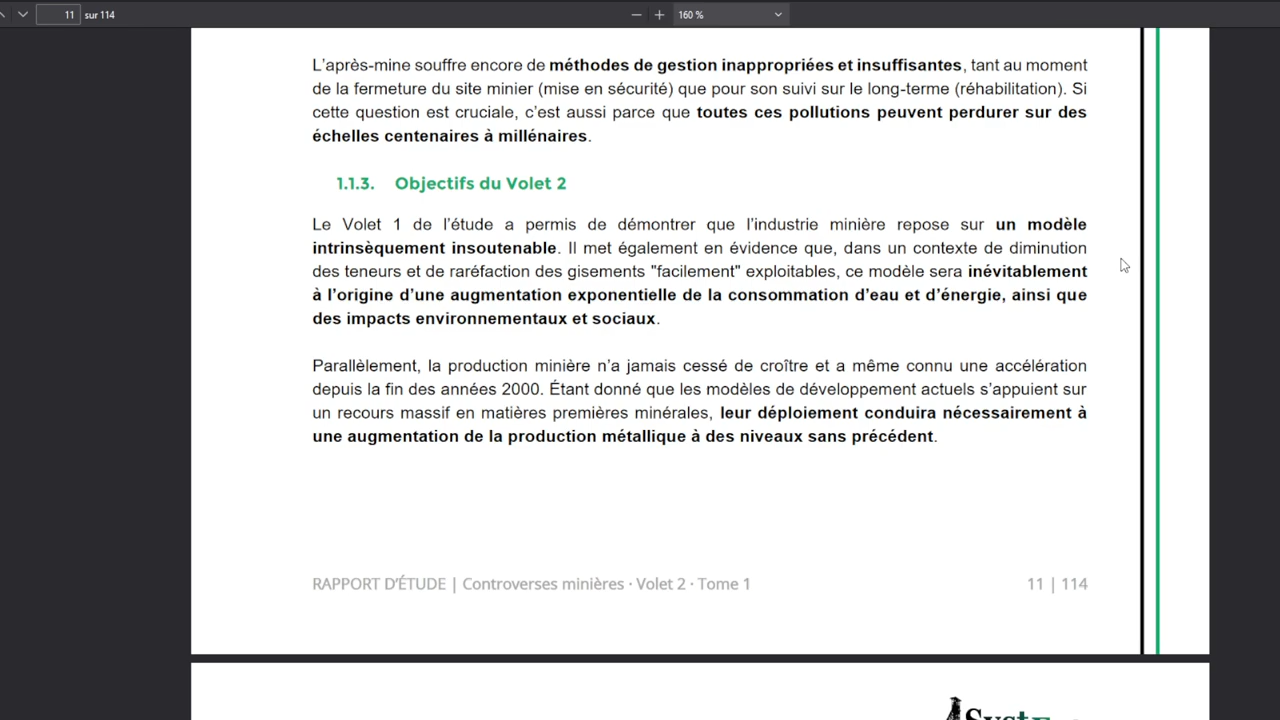 11 sur 114 160 %
L’après-mine souffre encore de méthodes de gestion inappropriées et insuffisantes, tant au moment
de la fermeture du site minier (mise en sécurité) que pour son suivi sur le long-terme (réhabilitation). Si
cette question est cruciale, c’est aussi parce que toutes ces pollutions peuvent perdurer sur des
échelles centenaires à millénaires.
1.1.3. Objectifs du Volet 2
Le Volet 1 de l’étude a permis de démontrer que l’industrie minière repose sur un modèle
intrinsèquement insoutenable. Il met également en évidence que, dans un contexte de diminution
des teneurs et de raréfaction des gisements "facilement" exploitables, ce modèle sera inévitablement
à l’origine d’une augmentation exponentielle de la consommation d’eau et d’énergie, ainsi que
des impacts environnementaux et sociaux.
Parallèlement, la production minière n’a jamais cessé de croître et a même connu une accélération
depuis la fin des années 2000. Étant donné que les modèles de développement actuels s’appuient sur
un recours massif en matières premières minérales, leur déploiement conduira nécessairement à
une augmentation de la production métallique à des niveaux sans précédent.
RAPPORT D’ÉTUDE | Controverses minières · Volet 2 · Tome 1 11 | 114